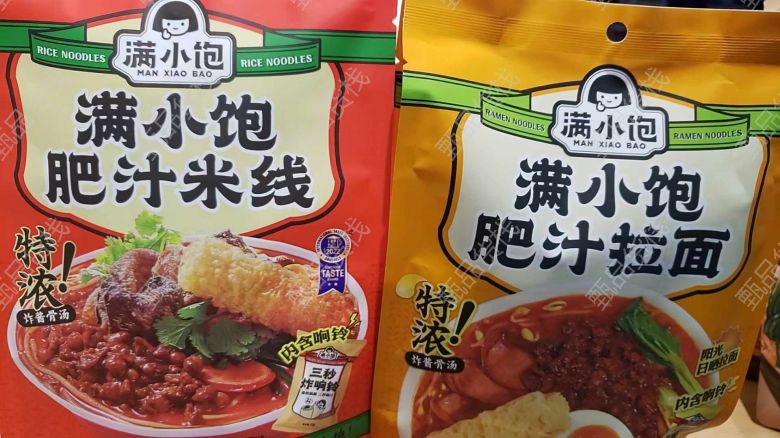 满小饱
MAN XIAO BAO
RICE NOODLES
RICE NOODLES
满小饱
肥汁米线
特浓!
炸酱骨汤
TASTE
2022
内含响铃
三秒
炸响铃
满小饱
MAN XIAO BAO
RAMEN NOODLES
RAMEN NOODLES
满小饱
肥汁拉面
特浓!
炸酱骨汤
阳光
日晒拉面
内含响铃